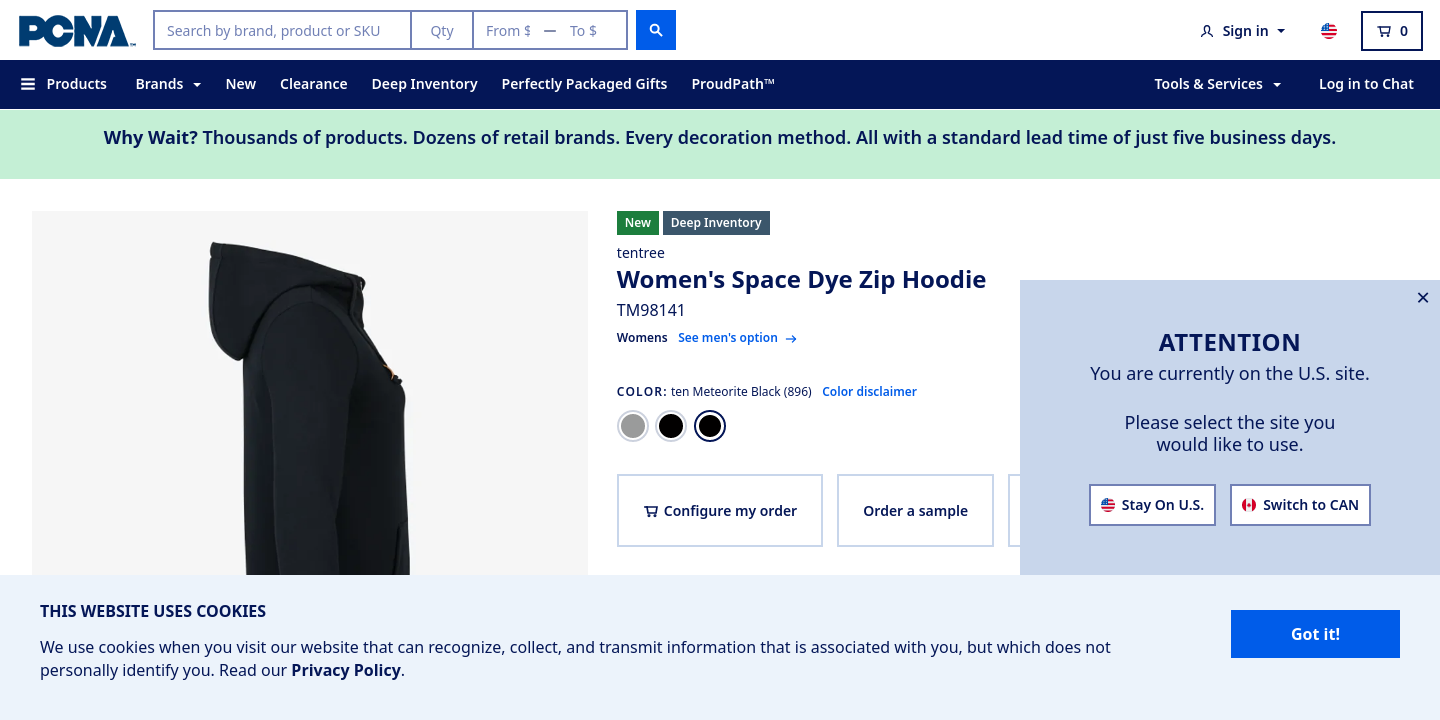 PCNA™
Search by brand, product or SKU
Qty
From $ — To $
Sign in
0
Products
Brands
New
Clearance
Deep Inventory
Perfectly Packaged Gifts
ProudPath™
Tools & Services
Log in to Chat
Why Wait? Thousands of products. Dozens of retail brands. Every decoration method. All with a standard lead time of just five business days.
New
Deep Inventory
tentree
Women's Space Dye Zip Hoodie
TM98141
Womens See men's option →
COLOR: ten Meteorite Black (896) Color disclaimer
Configure my order
Order a sample
ATTENTION
You are currently on the U.S. site.
Please select the site you
would like to use.
Stay On U.S.
Switch to CAN
THIS WEBSITE USES COOKIES
We use cookies when you visit our website that can recognize, collect, and transmit information that is associated with you, but which does not
personally identify you. Read our Privacy Policy.
Got it!